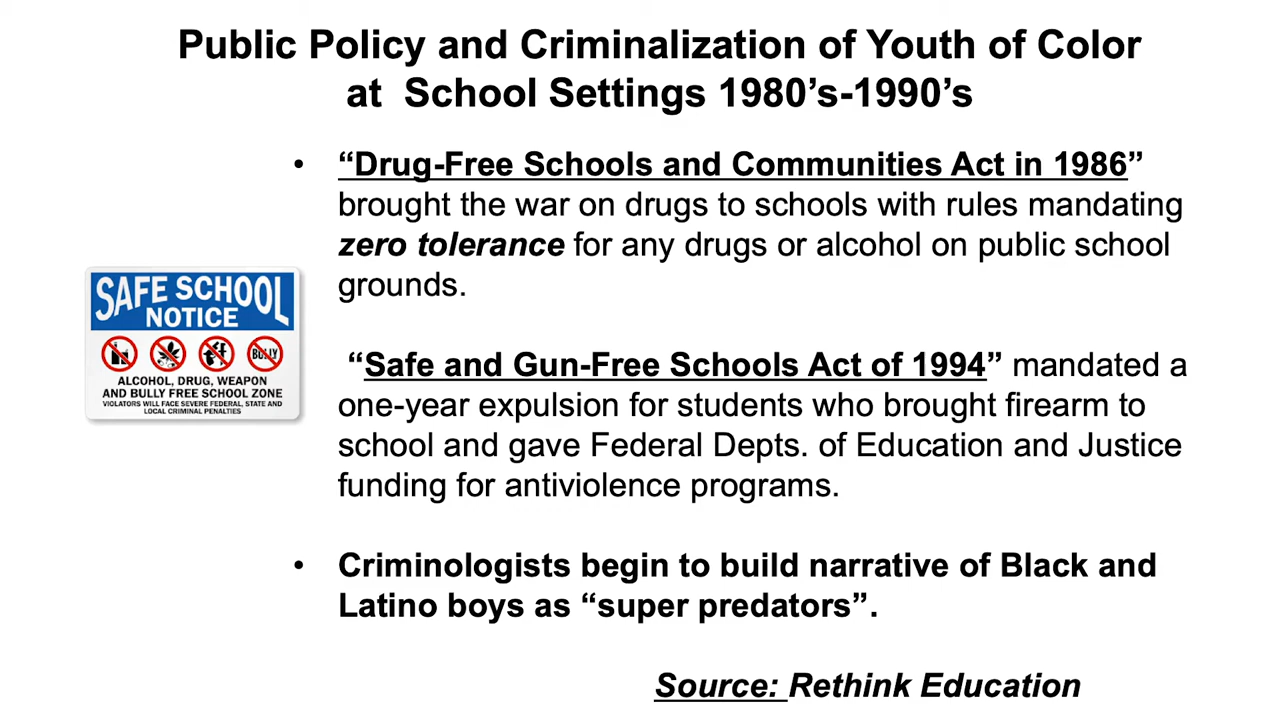 Public Policy and Criminalization of Youth of Color
at School Settings 1980’s-1990’s
• “Drug-Free Schools and Communities Act in 1986”
brought the war on drugs to schools with rules mandating
zero tolerance for any drugs or alcohol on public school
grounds.
SAFE SCHOOL
NOTICE
BULLY
ALCOHOL, DRUG, WEAPON
AND BULLY FREE SCHOOL ZONE
VIOLATORS WILL FACE SEVERE FEDERAL, STATE AND
LOCAL CRIMINAL PENALTIES
“Safe and Gun-Free Schools Act of 1994” mandated a
one-year expulsion for students who brought firearm to
school and gave Federal Depts. of Education and Justice
funding for antiviolence programs.
• Criminologists begin to build narrative of Black and
Latino boys as “super predators”.
Source: Rethink Education